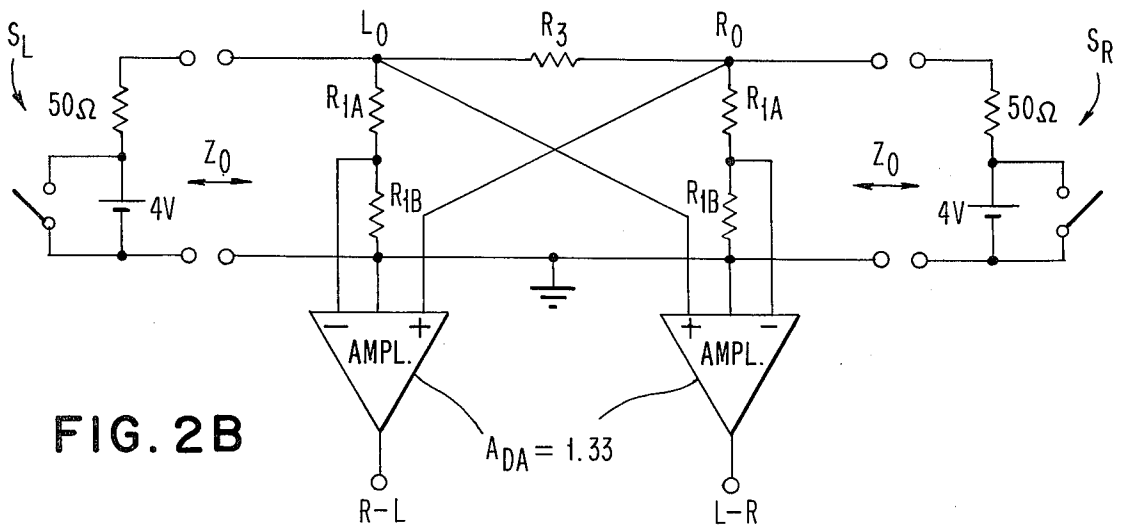 S_L
L_0
R_3
R_0
S_R
50Ω
R_1A
R_1A
50Ω
Z_0
Z_0
4V
R_1B
R_1B
4V
− +
+ −
AMPL.
AMPL.
FIG. 2B
A_DA = 1.33
R-L
L-R